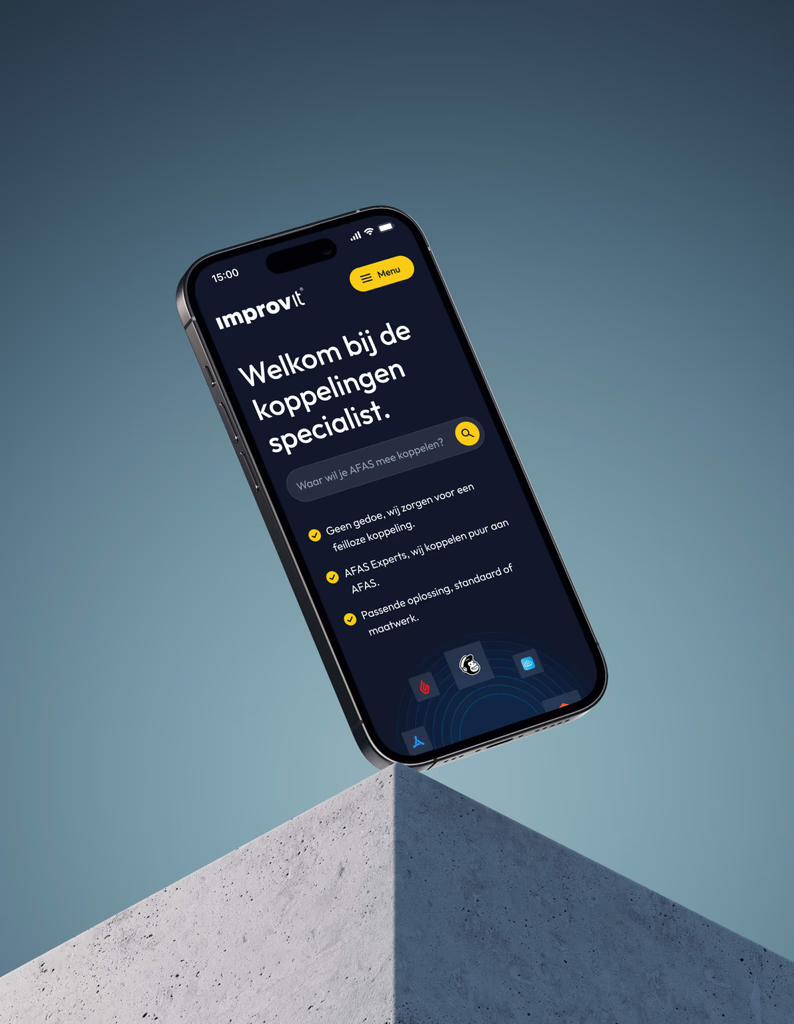 15:00
Menu
improvit®
Welkom bij de
koppelingen
specialist.
Waar wil je AFAS mee koppelen?
Geen gedoe, wij zorgen voor een
feilloze koppeling.
AFAS Experts, wij koppelen puur aan
AFAS.
Passende oplossing, standaard of
maatwerk.